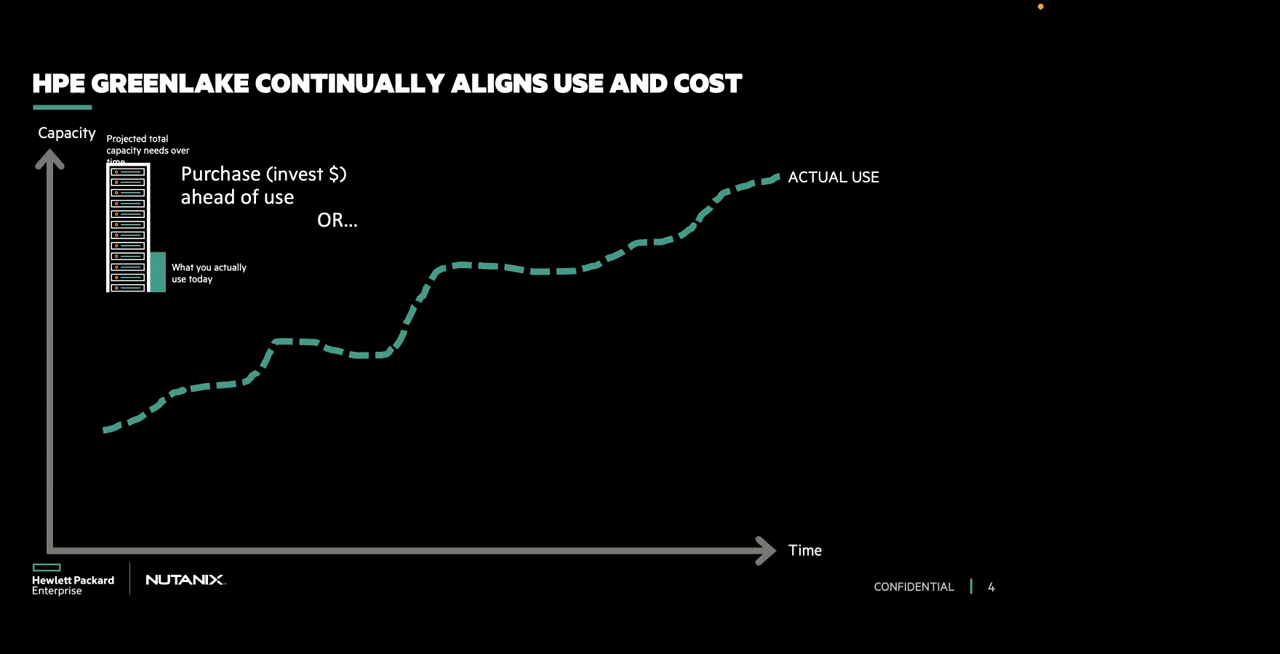 HPE GREENLAKE CONTINUALLY ALIGNS USE AND COST
Capacity
Projected total
capacity needs over
time
Purchase (invest $)
ahead of use
OR...
What you actually
use today
ACTUAL USE
Time
Hewlett Packard
Enterprise
NUTANIX.
CONFIDENTIAL
4